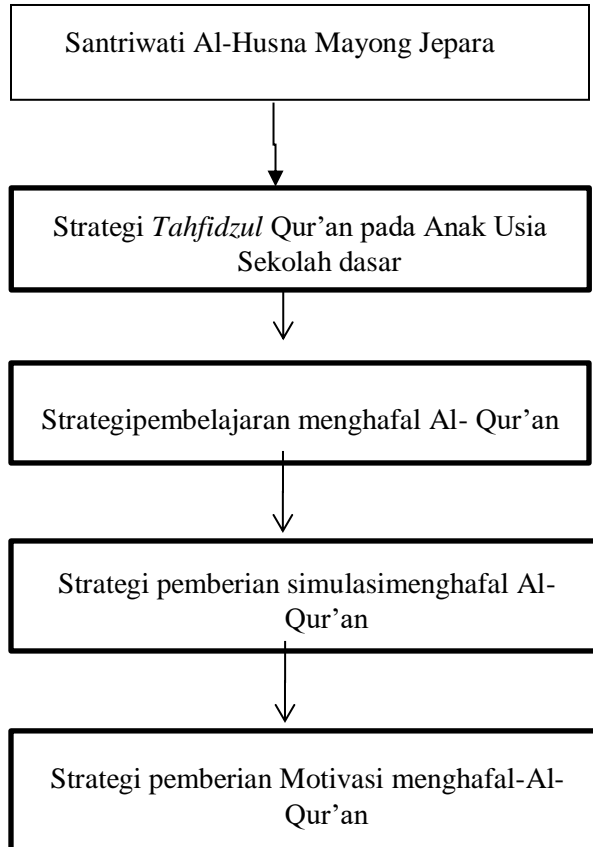 Santriwati Al-Husna Mayong Jepara
Strategi Tahfidzul Qur’an pada Anak Usia
Sekolah dasar
Strategipembelajaran menghafal Al- Qur’an
Strategi pemberian simulasimenghafal Al-
Qur’an
Strategi pemberian Motivasi menghafal-Al-
Qur’an